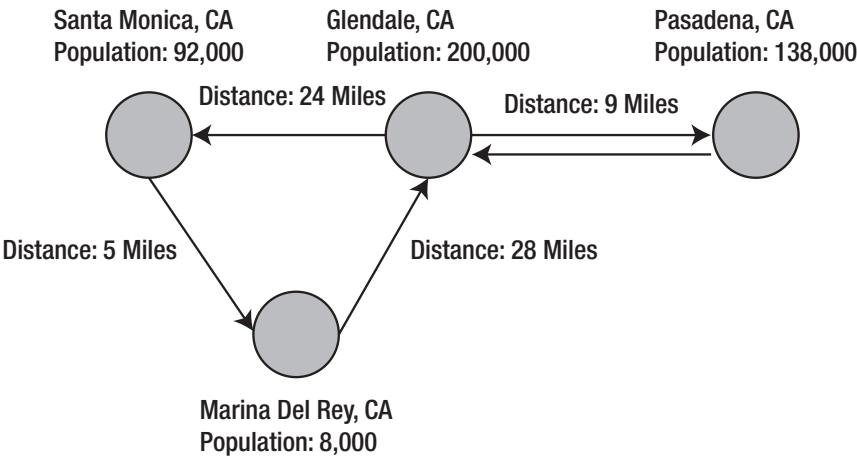 Santa Monica, CA
Population: 92,000
Glendale, CA
Population: 200,000
Pasadena, CA
Population: 138,000
Distance: 24 Miles
Distance: 9 Miles
Distance: 5 Miles
Distance: 28 Miles
Marina Del Rey, CA
Population: 8,000